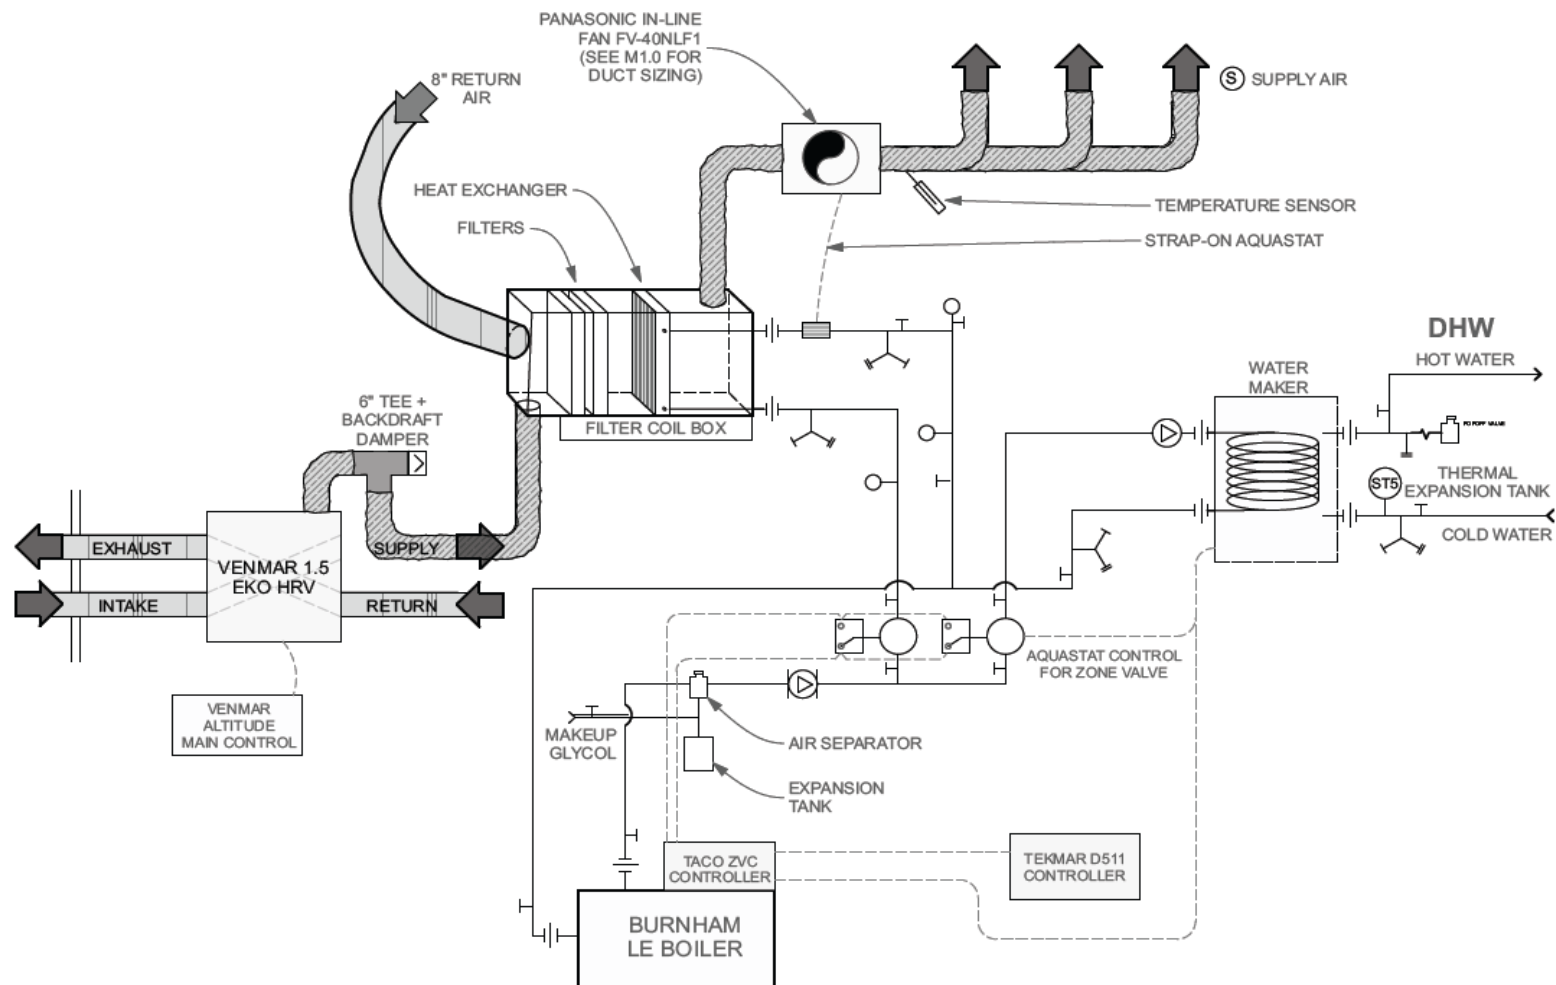 PANASONIC IN-LINE
FAN FV-40NLF1
(SEE M1.0 FOR
DUCT SIZING)
8" RETURN
AIR
S SUPPLY AIR
HEAT EXCHANGER
FILTERS
TEMPERATURE SENSOR
STRAP-ON AQUASTAT
DHW
HOT WATER
WATER
MAKER
6" TEE +
BACKDRAFT
DAMPER
FILTER COIL BOX
THERMAL
EXPANSION TANK
ST5
COLD WATER
EXHAUST
SUPPLY
VENMAR 1.5
EKO HRV
INTAKE
RETURN
AQUASTAT CONTROL
FOR ZONE VALVE
VENMAR
ALTITUDE
MAIN CONTROL
MAKEUP
GLYCOL
AIR SEPARATOR
EXPANSION
TANK
TACO ZVC
CONTROLLER
TEKMAR D511
CONTROLLER
BURNHAM
LE BOILER